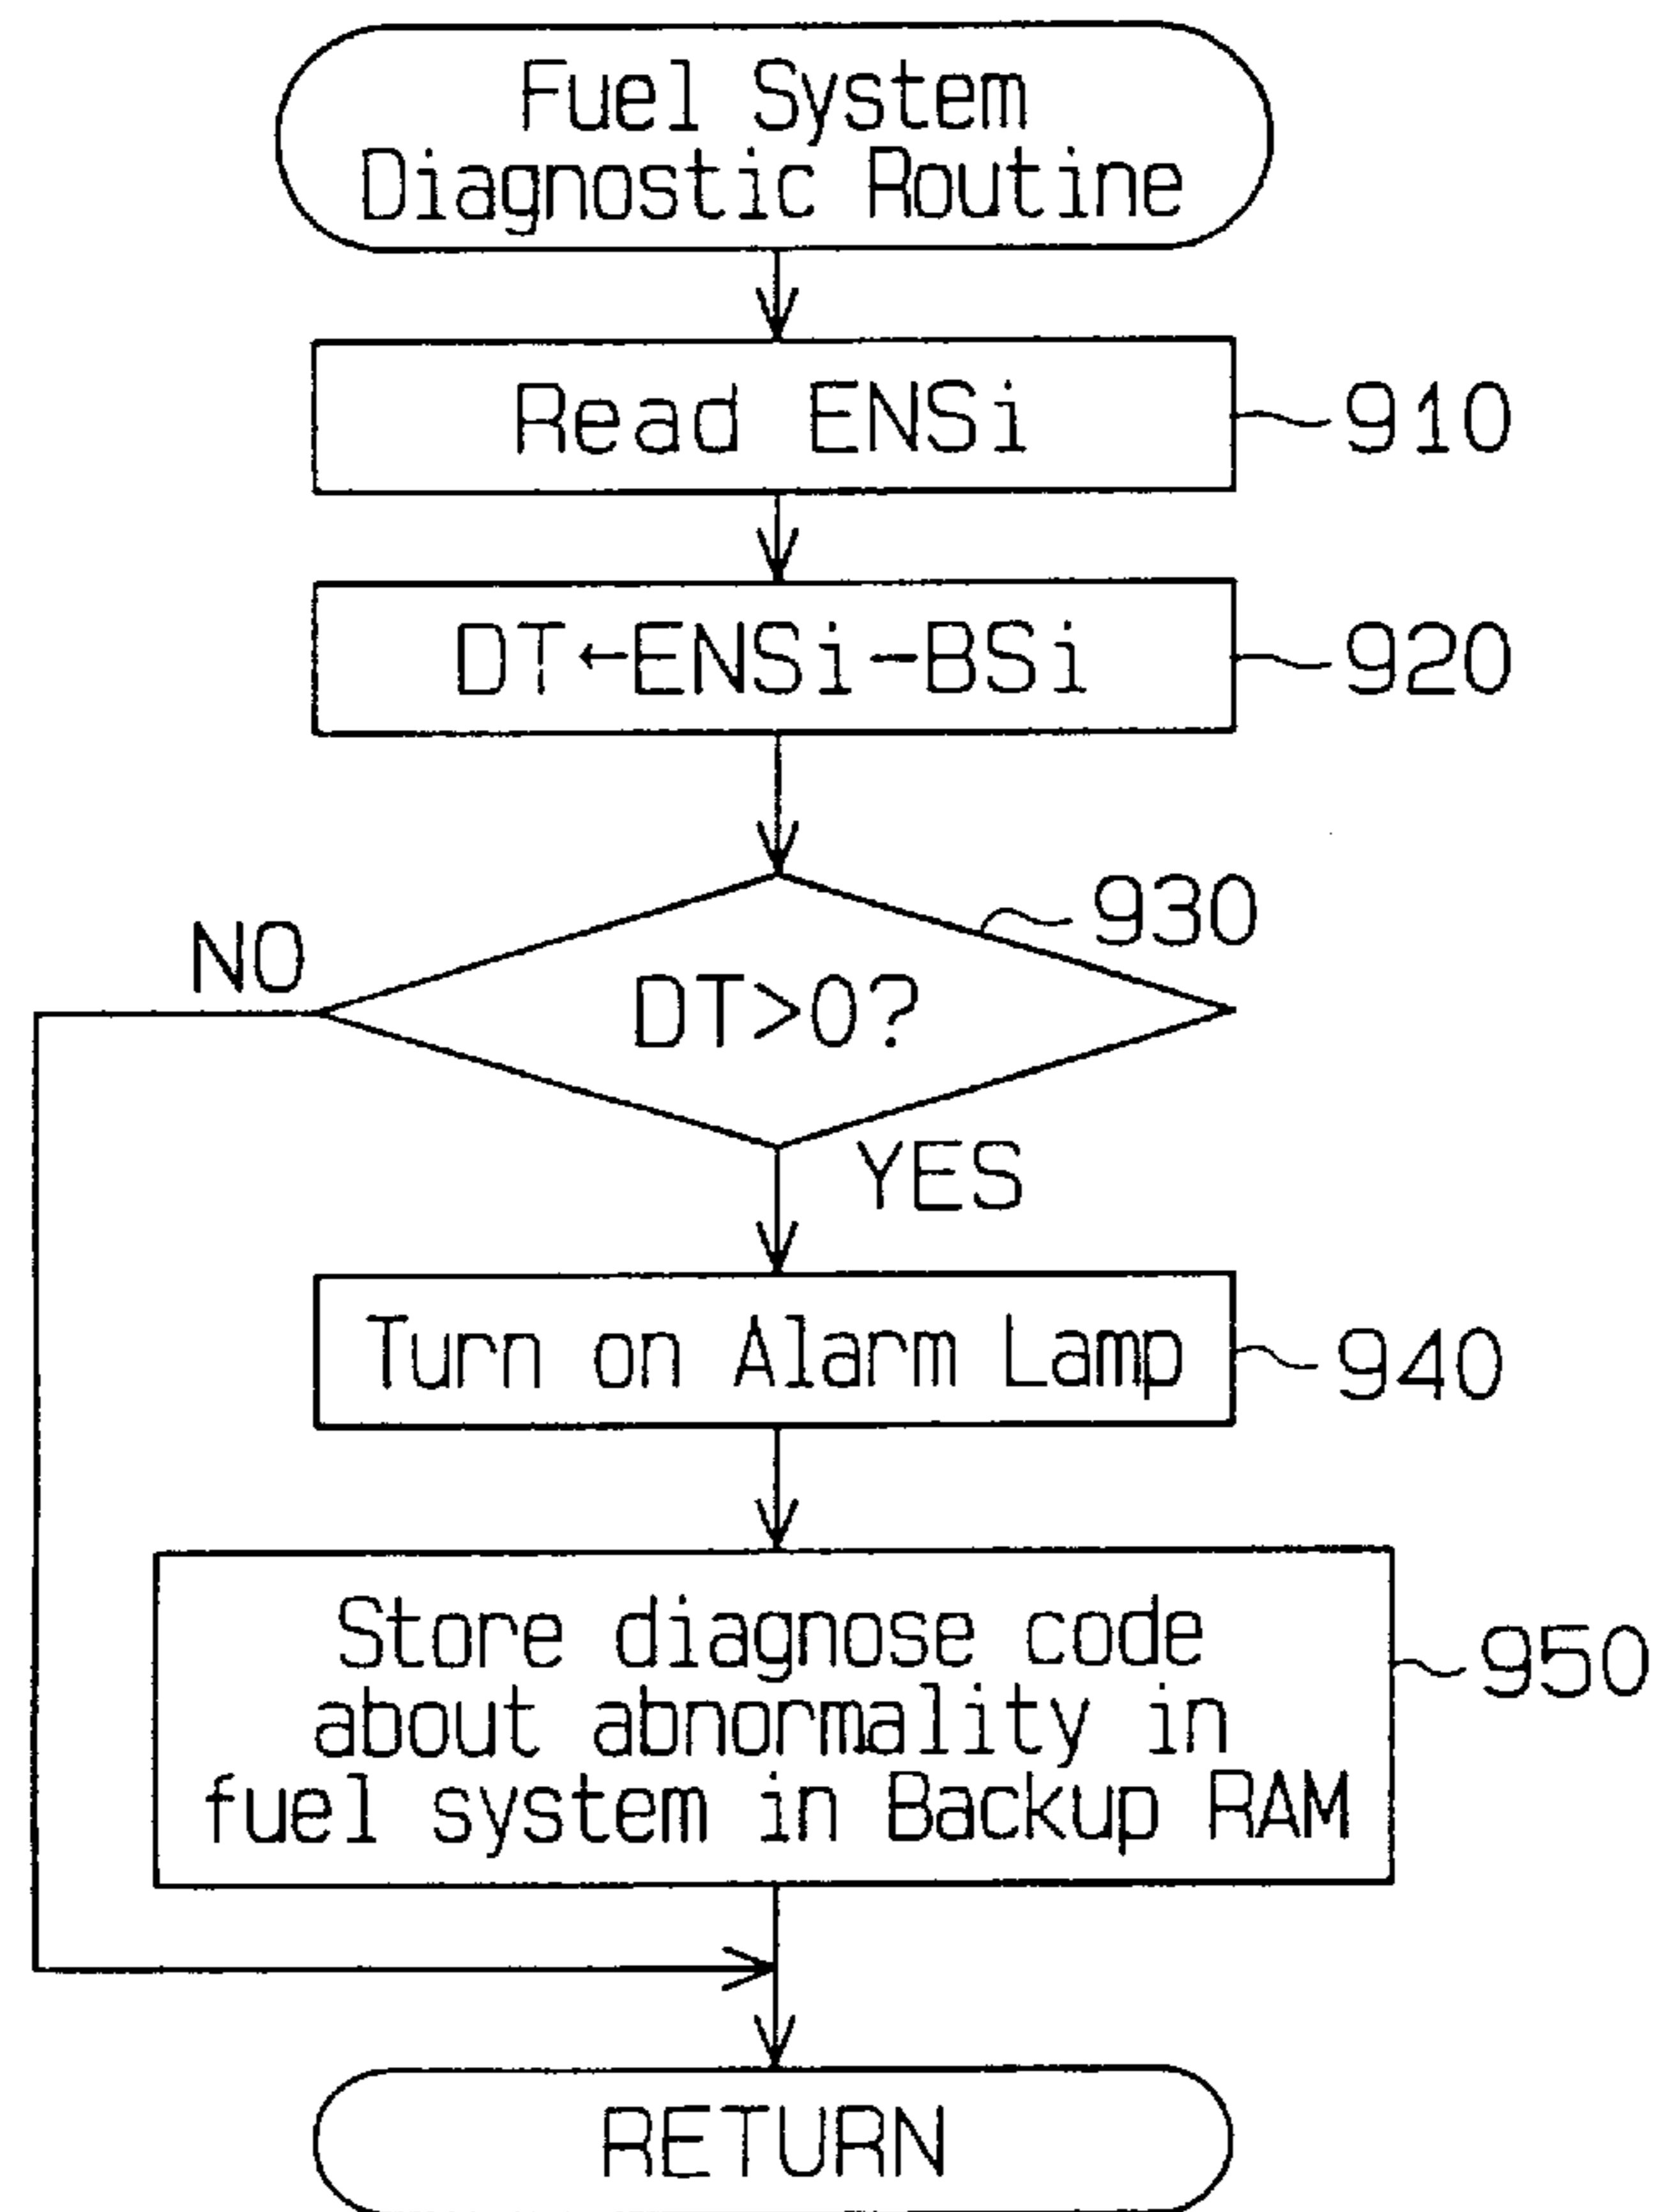 Fuel System
Diagnostic Routine
Read ENSi
910
DT←ENSi−BSi
920
930
NO
DT>0?
YES
Turn on Alarm Lamp
940
Store diagnose code
about abnormality in
fuel system in Backup RAM
950
RETURN